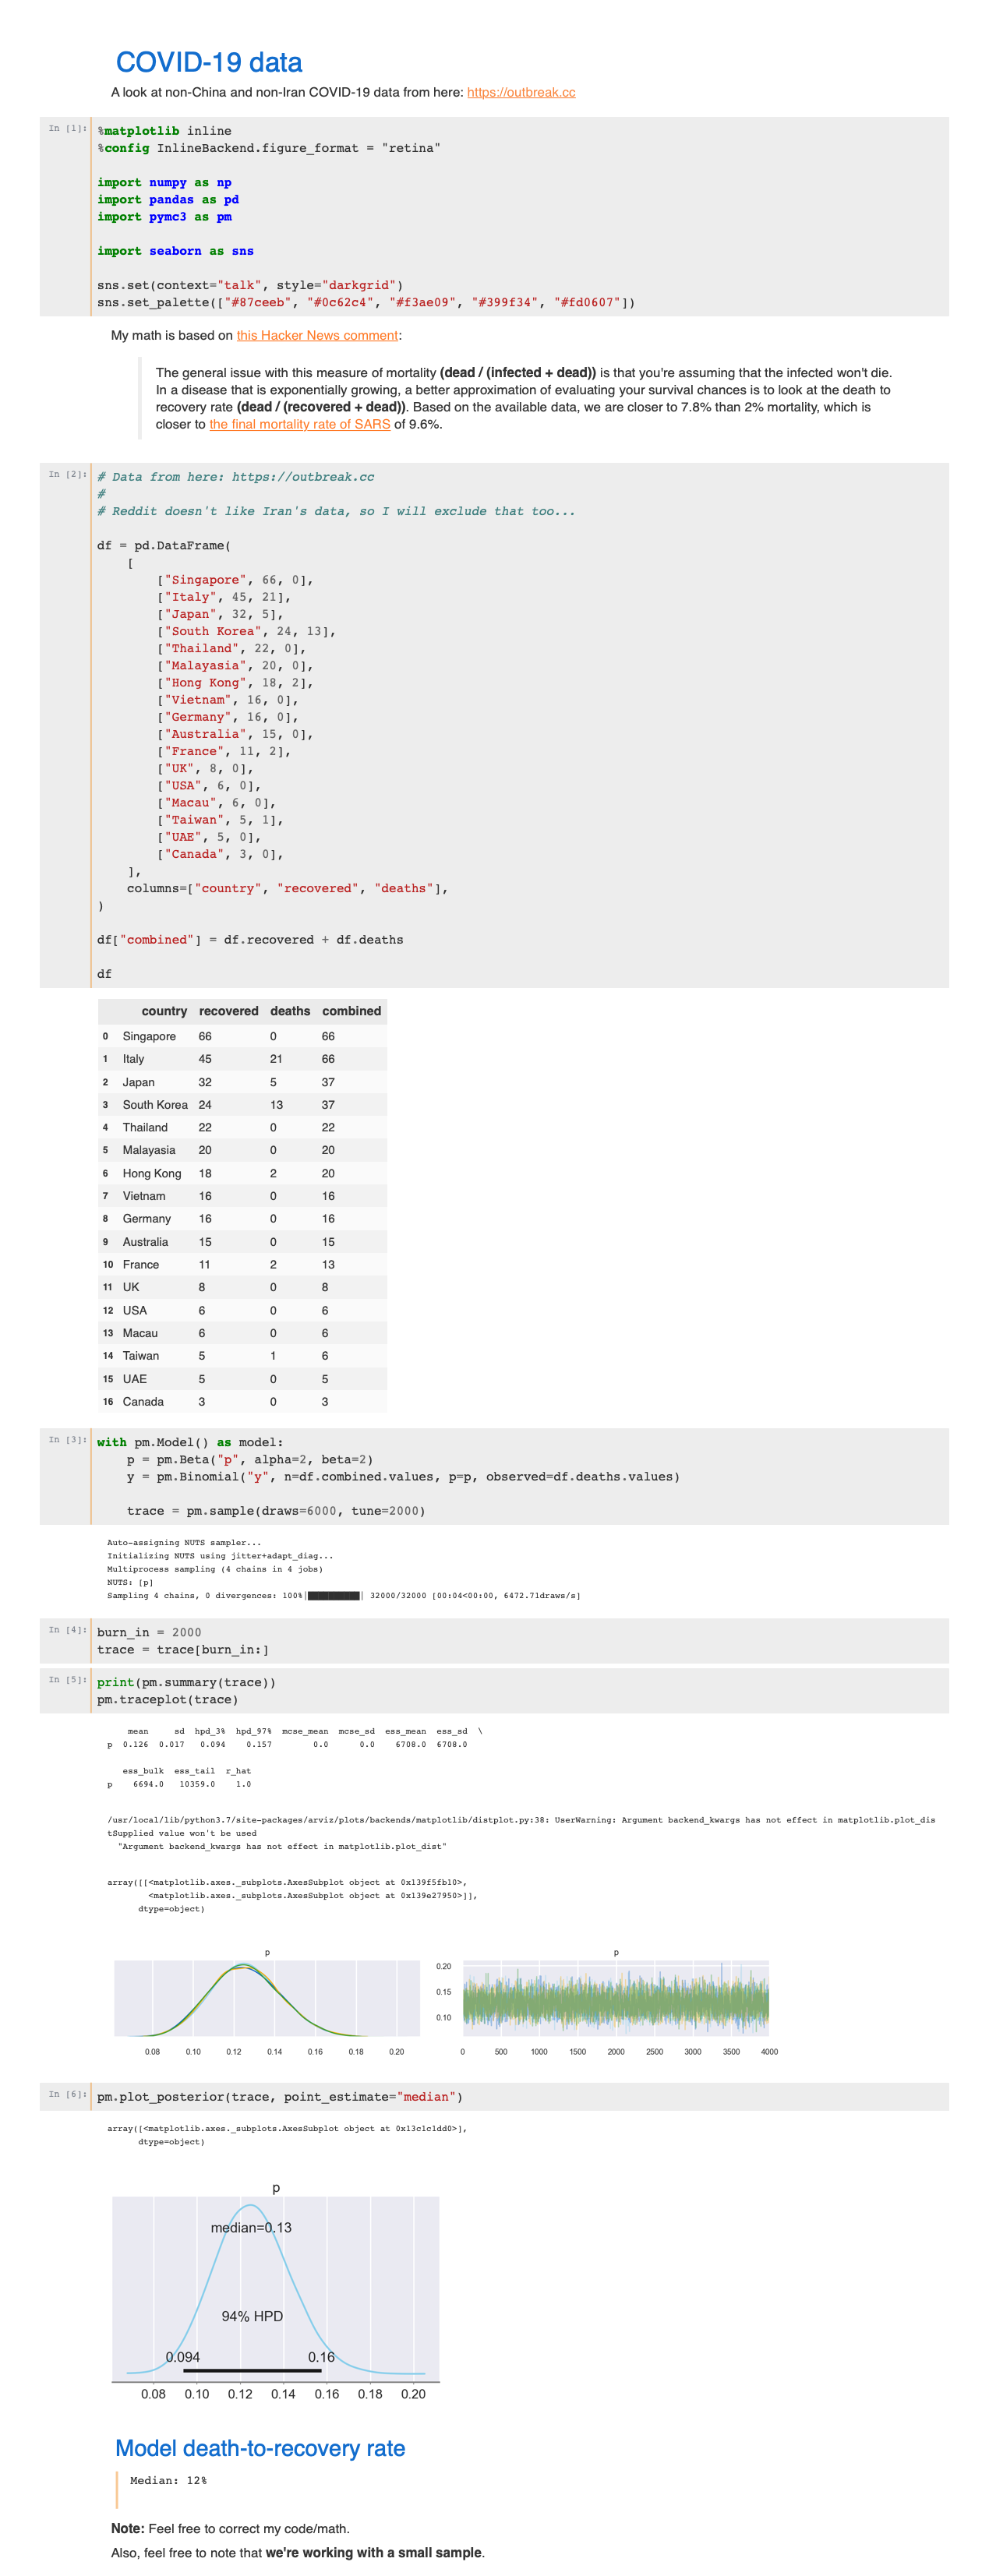 COVID-19 data
A look at non-China and non-Iran COVID-19 data from here: https://outbreak.cc
In [1]:
%matplotlib inline
%config InlineBackend.figure_format = "retina"
import numpy as np
import pandas as pd
import pymc3 as pm
import seaborn as sns
sns.set(context="talk", style="darkgrid")
sns.set_palette(["#87ceeb", "#0c62c4", "#f3ae09", "#399f34", "#fd0607"])
My math is based on this Hacker News comment:
The general issue with this measure of mortality (dead / (infected + dead)) is that you're assuming that the infected won't die.
In a disease that is exponentially growing, a better approximation of evaluating your survival chances is to look at the death to
recovery rate (dead / (recovered + dead)). Based on the available data, we are closer to 7.8% than 2% mortality, which is
closer to the final mortality rate of SARS of 9.6%.
In [2]:
# Data from here: https://outbreak.cc
#
# Reddit doesn't like Iran's data, so I will exclude that too...
df = pd.DataFrame(
[
["Singapore", 66, 0],
["Italy", 45, 21],
["Japan", 32, 5],
["South Korea", 24, 13],
["Thailand", 22, 0],
["Malayasia", 20, 0],
["Hong Kong", 18, 2],
["Vietnam", 16, 0],
["Germany", 16, 0],
["Australia", 15, 0],
["France", 11, 2],
["UK", 8, 0],
["USA", 6, 0],
["Macau", 6, 0],
["Taiwan", 5, 1],
["UAE", 5, 0],
["Canada", 3, 0],
],
columns=["country", "recovered", "deaths"],
)
df["combined"] = df.recovered + df.deaths
df
country recovered deaths combined
0 Singapore 66 0 66
1 Italy 45 21 66
2 Japan 32 5 37
3 South Korea 24 13 37
4 Thailand 22 0 22
5 Malayasia 20 0 20
6 Hong Kong 18 2 20
7 Vietnam 16 0 16
8 Germany 16 0 16
9 Australia 15 0 15
10 France 11 2 13
11 UK 8 0 8
12 USA 6 0 6
13 Macau 6 0 6
14 Taiwan 5 1 6
15 UAE 5 0 5
16 Canada 3 0 3
In [3]:
with pm.Model() as model:
p = pm.Beta("p", alpha=2, beta=2)
y = pm.Binomial("y", n=df.combined.values, p=p, observed=df.deaths.values)
trace = pm.sample(draws=6000, tune=2000)
Auto-assigning NUTS sampler...
Initializing NUTS using jitter+adapt_diag...
Multiprocess sampling (4 chains in 4 jobs)
NUTS: [p]
Sampling 4 chains, 0 divergences: 100%|██████████| 32000/32000 [00:04<00:00, 6472.71draws/s]
In [4]:
burn_in = 2000
trace = trace[burn_in:]
In [5]:
print(pm.summary(trace))
pm.traceplot(trace)
mean sd hpd_3% hpd_97% mcse_mean mcse_sd ess_mean ess_sd \
p 0.126 0.017 0.094 0.157 0.0 0.0 6708.0 6708.0
ess_bulk ess_tail r_hat
p 6694.0 10359.0 1.0
/usr/local/lib/python3.7/site-packages/arviz/plots/backends/matplotlib/distplot.py:38: UserWarning: Argument backend_kwargs has not effect in matplotlib.plot_dis
tSupplied value won't be used
"Argument backend_kwargs has not effect in matplotlib.plot_dist"
array([[<matplotlib.axes._subplots.AxesSubplot object at 0x139f5fb10>,
<matplotlib.axes._subplots.AxesSubplot object at 0x139e27950>]],
dtype=object)
p
0.08 0.10 0.12 0.14 0.16 0.18 0.20
p
0.20
0.15
0.10
0 500 1000 1500 2000 2500 3000 3500 4000
In [6]:
pm.plot_posterior(trace, point_estimate="median")
array([<matplotlib.axes._subplots.AxesSubplot object at 0x13c1c1dd0>],
dtype=object)
p
median=0.13
94% HPD
0.094 0.16
0.08 0.10 0.12 0.14 0.16 0.18 0.20
Model death-to-recovery rate
Median: 12%
Note: Feel free to correct my code/math.
Also, feel free to note that we're working with a small sample.